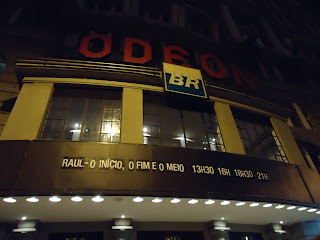 ODEON
BR
RAUL - O INÍCIO, O FIM E O MEIO 13H30 16H 18H30 21H